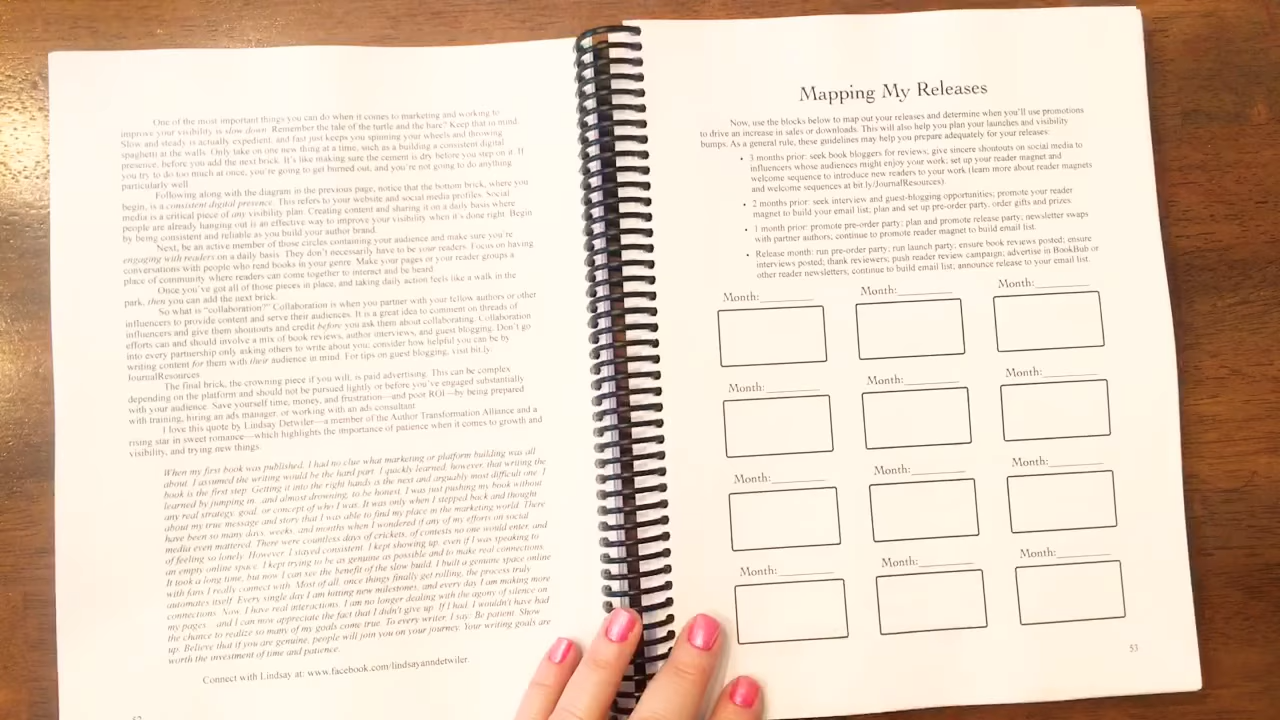 One of the most important things you can do when it comes to marketing and working to
improve your visibility is slow down. Remember the tale of the turtle and the hare? Keep that in mind.
Slow and steady is actually expedient, and fast just keeps you spinning your wheels and throwing
spaghetti at the walls. Only take on one new thing at a time, such as a building a consistent digital
presence, before you add the next brick. It's like making sure the cement is dry before you step on it. If
you try to do too much at once, you're going to get burned out, and you're not going to do anything
particularly well.
Following along with the diagram in the previous page, notice that the bottom brick, where you
begin, is a consistent digital presence. This refers to your website and social media profiles. Social
media is a critical piece of any visibility plan. Creating content and sharing it on a daily basis where
people are already hanging out is an effective way to improve your visibility when it's done right. Begin
by being consistent and reliable as you build your author brand.
Next, be an active member of those circles containing your audience and make sure you're
engaging with readers on a daily basis. They don't necessarily have to be your readers. Focus on having
conversations with people who read books in your genre. Make your pages or your reader groups a
place of community where readers can come together to interact and be heard.
Once you've got all of those pieces in place, and taking daily action feels like a walk in the
park, then you can add the next brick.
So what is "collaboration?" Collaboration is when you partner with your fellow authors or other
influencers to provide content and serve their audiences. It is a great idea to comment on threads of
influencers and give them shoutouts and credit before you ask them about collaborating. Collaboration
efforts can and should involve a mix of book reviews, author interviews, and guest blogging. Don't go
into every partnership only asking others to write about you; consider how helpful you can be by
writing content for them with their audience in mind. For tips on guest blogging, visit bit.ly/
JournalResources.
The final brick, the crowning piece if you will, is paid advertising. This can be complex
depending on the platform and should not be pursued lightly or before you've engaged substantially
with your audience. Save yourself time, money, and frustration—and poor ROI—by being prepared
with training, hiring an ads manager, or working with an ads consultant.
I love this quote by Lindsay Detwiler—a member of the Author Transformation Alliance and a
rising star in sweet romance—which highlights the importance of patience when it comes to growth and
visibility, and trying new things.
When my first book was published, I had no clue what marketing or platform building was all
about. I assumed the writing would be the hard part. I quickly learned, however, that writing the
book is the first step. Getting it into the right hands is the next and arguably most difficult one. I
learned by jumping in...and almost drowning, to be honest. I was just pushing my book without
any real strategy, goal, or concept of who I was. It was only when I stepped back and thought
about my true message and story that I was able to find my place in the marketing world. There
have been so many days, weeks, and months when I wondered if any of my efforts on social
media even mattered. There were countless days of crickets, of contests no one would enter, and
of feeling so lonely. However, I stayed consistent. I kept showing up, even if I was speaking to
an empty online space. I kept trying to be as genuine as possible and to make real connections.
It took a long time, but now I can see the benefit of the slow build. I built a genuine space online
with fans I really connect with. Most of all, once things finally get rolling, the process truly
automates itself. Every single day I am hitting new milestones, and every day I am making more
connections. Now, I have real interactions. I am no longer dealing with the agony of silence on
my pages... and I can now appreciate the fact that I didn't give up. If I had, I wouldn't have had
the chance to realize so many of my goals come true. To every writer, I say: Be patient. Show
up. Believe that if you are genuine, people will join you on your journey. Your writing goals are
worth the investment of time and patience.
Connect with Lindsay at: www.facebook.com/lindsayanndetwiler
52
Mapping My Releases
Now, use the blocks below to map out your releases and determine when you'll use promotions
to drive an increase in sales or downloads. This will also help you plan your launches and visibility
bumps. As a general rule, these guidelines may help you prepare adequately for your releases:
• 3 months prior: seek book bloggers for reviews; give sincere shoutouts on social media to
influencers whose audiences might enjoy your work; set up your reader magnet and
welcome sequence to introduce new readers to your work (learn more about reader magnets
and welcome sequences at bit.ly/JournalResources).
• 2 months prior: seek interview and guest-blogging opportunities; promote your reader
magnet to build your email list; plan and set up pre-order party, order gifts and prizes.
• 1 month prior: promote pre-order party; plan and promote release party; newsletter swaps
with partner authors; continue to promote reader magnet to build email list.
• Release month: run pre-order party; run launch party; ensure book reviews posted; ensure
interviews posted; thank reviewers; push reader review campaign; advertise in BookBub or
other reader newsletters; continue to build email list; announce release to your email list.
Month:________ Month:________ Month:________
Month:________ Month:________ Month:________
Month:________ Month:________ Month:________
Month:________ Month:________ Month:________
53